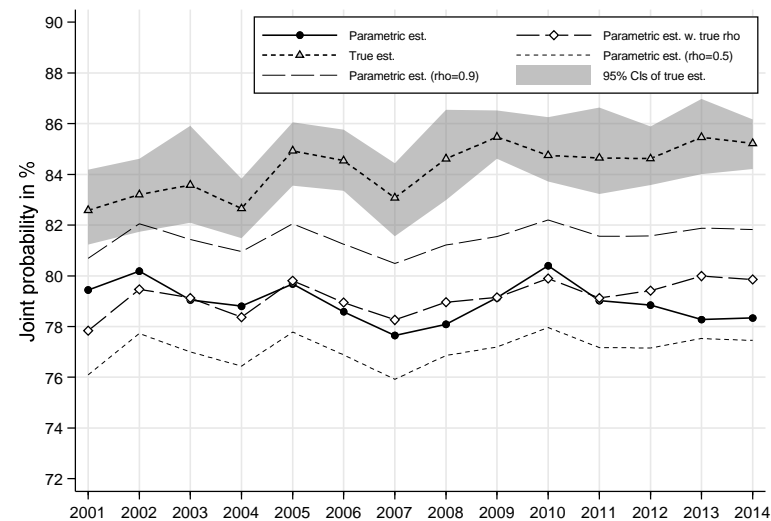 Parametric est.
True est.
Parametric est. (rho=0.9)
Parametric est. w. true rho
Parametric est. (rho=0.5)
95% CIs of true est.
Joint probability in %
90
88
86
84
82
80
78
76
74
72
2001 2002 2003 2004 2005 2006 2007 2008 2009 2010 2011 2012 2013 2014